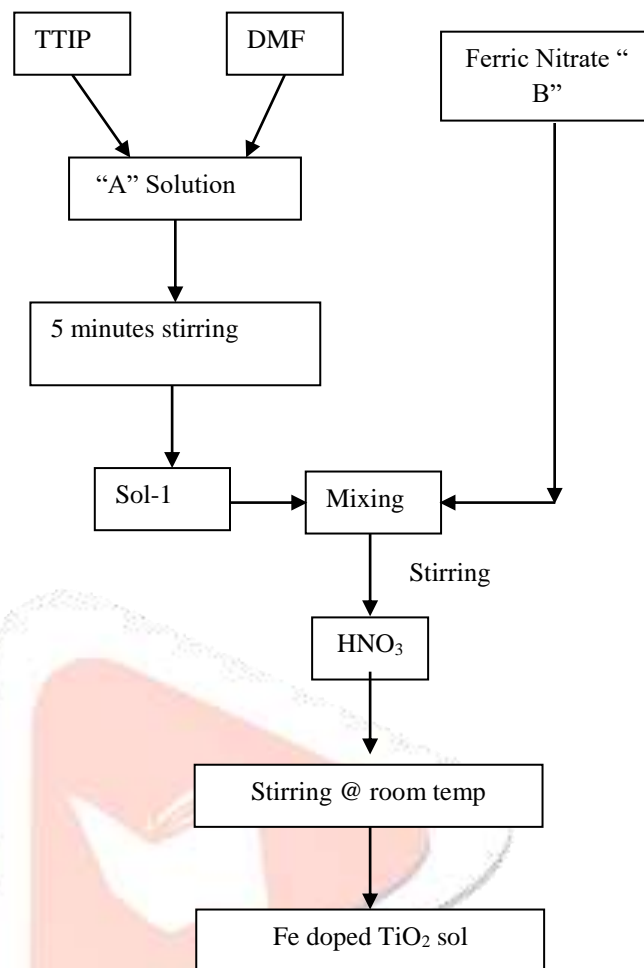 TTIP
DMF
Ferric Nitrate “
B”
“A” Solution
5 minutes stirring
Sol-1
Mixing
Stirring
HNO₃
Stirring @ room temp
Fe doped TiO₂ sol